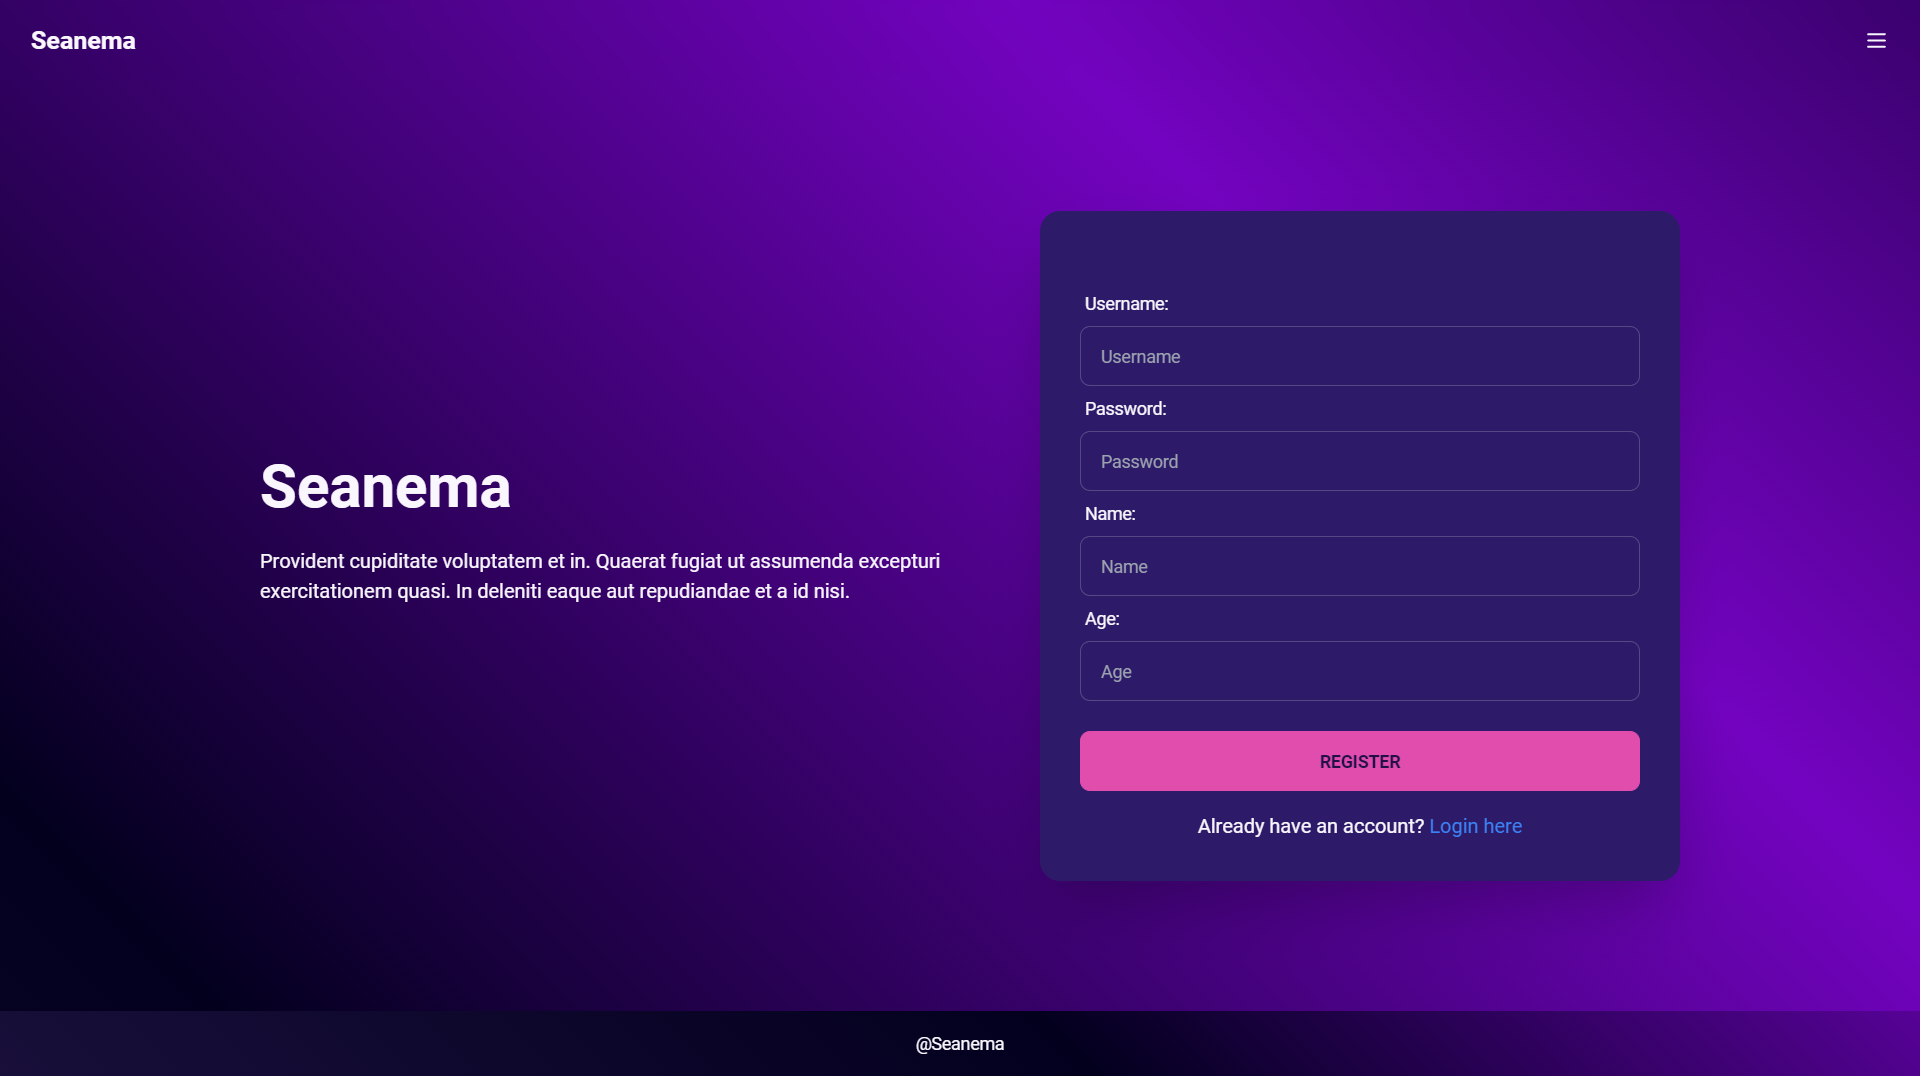 Seanema
Seanema
Provident cupiditate voluptatem et in. Quaerat fugiat ut assumenda excepturi
exercitationem quasi. In deleniti eaque aut repudiandae et a id nisi.
Username:
Username
Password:
Password
Name:
Name
Age:
Age
REGISTER
Already have an account? Login here
@Seanema